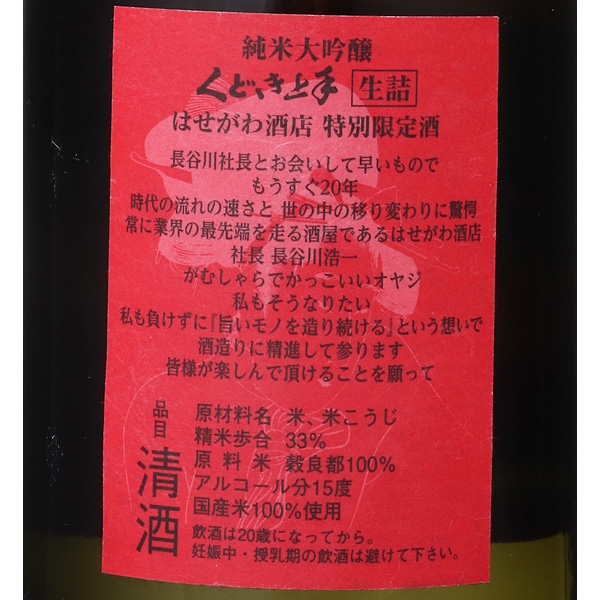 純米大吟醸
くどき上手 生詰
はせがわ酒店 特別限定酒
長谷川社長とお会いして早いもので
もうすぐ20年
時代の流れの速さと 世の中の移り変わりに驚愕
常に業界の最先端を走る酒屋であるはせがわ酒店
社長 長谷川浩一
がむしゃらでかっこいいオヤジ
私もそうなりたい
私も負けずに『旨いモノを造り続ける』という想いで
酒造りに精進して参ります
皆様が楽しんで頂けることを願って
品目 清酒
原材料名 米、米こうじ
精米歩合 33%
原料米 穀良都100%
アルコール分15度
国産米100%使用
飲酒は20歳になってから。
妊娠中・授乳期の飲酒は避けて下さい。